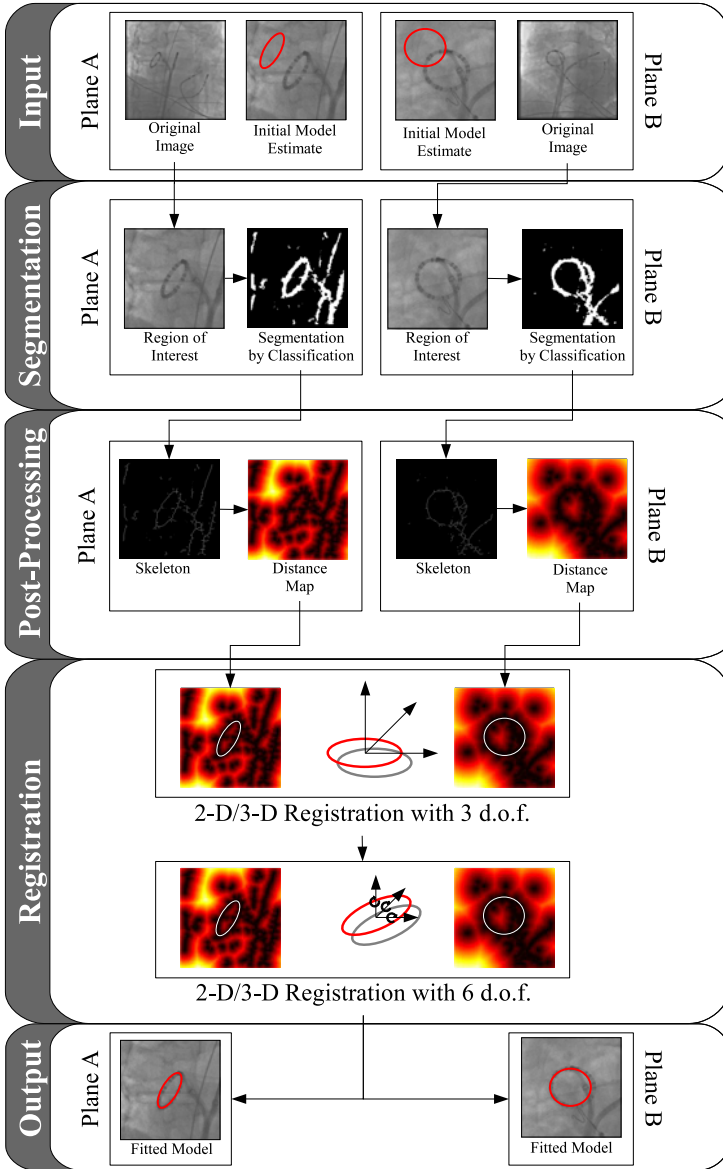 Input
Plane A
Original
Image
Initial Model
Estimate
Initial Model
Estimate
Original
Image
Plane B
Segmentation
Plane A
Region of
Interest
Segmentation
by Classification
Region of
Interest
Segmentation
by Classification
Plane B
Post-Processing
Plane A
Skeleton
Distance
Map
Skeleton
Distance
Map
Plane B
Registration
2-D/3-D Registration with 3 d.o.f.
2-D/3-D Registration with 6 d.o.f.
Output
Plane A
Fitted Model
Fitted Model
Plane B